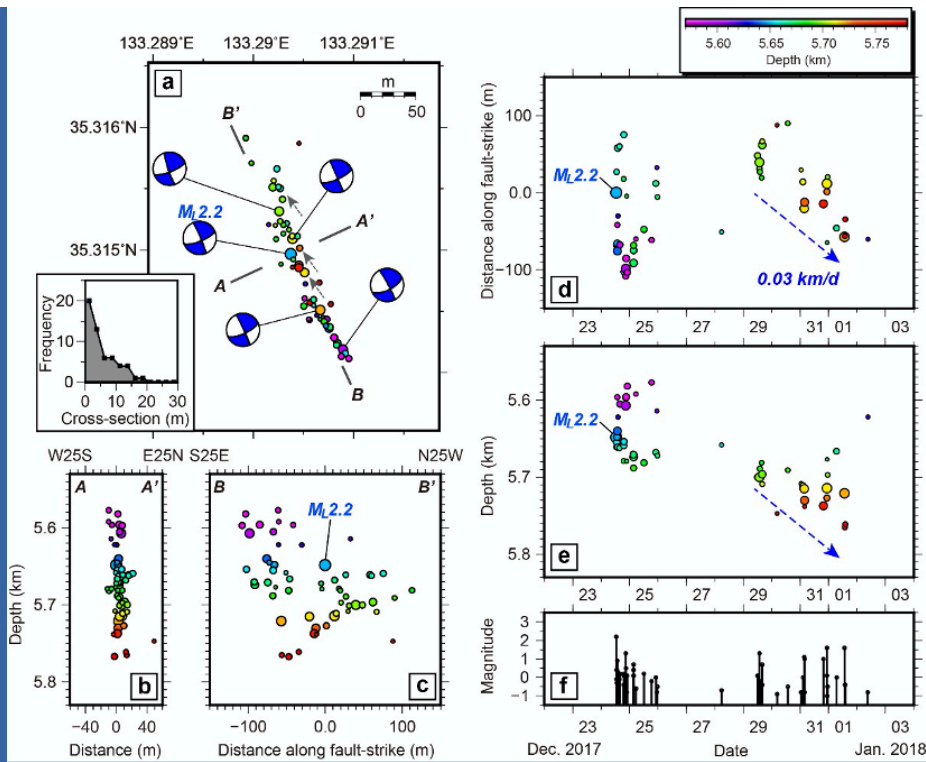 133.289°E 133.29°E 133.291°E
a
m
0 50
B'
35.316°N
M_L2.2
A'
35.315°N
A
B
Frequency
20
10
0
0 10 20 30
Cross-section (m)
W25S E25N
A A'
5.6
5.7
5.8
Depth (km)
b
−40 0 40
Distance (m)
S25E N25W
B B'
M_L2.2
c
−100 0.0 100
Distance along fault-strike (m)
5.60 5.65 5.70 5.75
Depth (km)
Distance along fault-strike (m)
100
0.0
−100
M_L2.2
d
0.03 km/d
23 25 27 29 31 01 03
Depth (km)
5.6
5.7
5.8
M_L2.2
e
23 25 27 29 31 01 03
Magnitude
3
2
1
0
−1
f
23 25 27 29 31 01 03
Dec. 2017 Date Jan. 2018